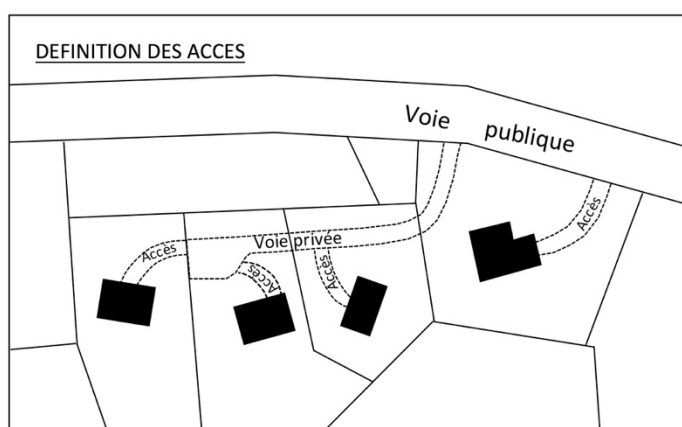 DEFINITION DES ACCES
Voie publique
Accès
Voie privée
Accès
Accès
Accès